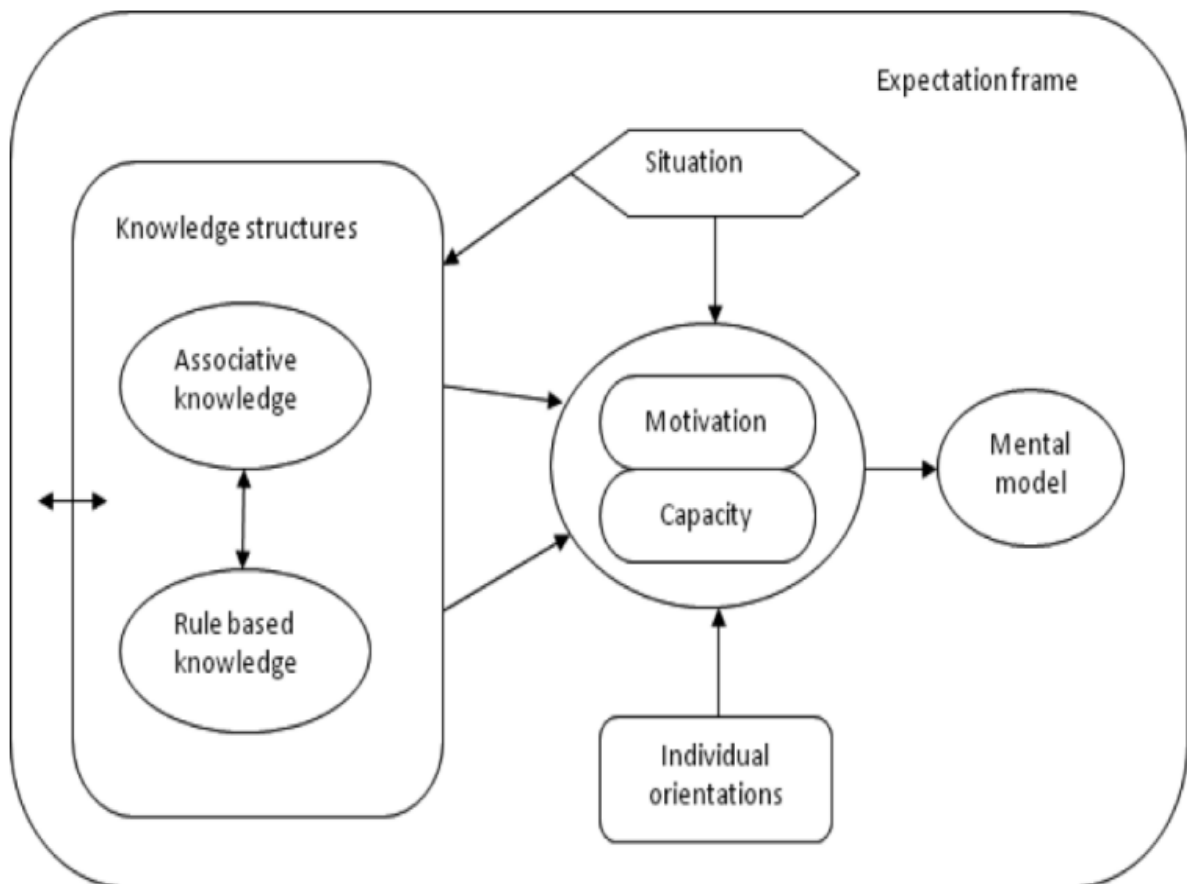 Expectation frame
Situation
Knowledge structures
Associative
knowledge
Motivation
Capacity
Mental
model
Rule based
knowledge
Individual
orientations